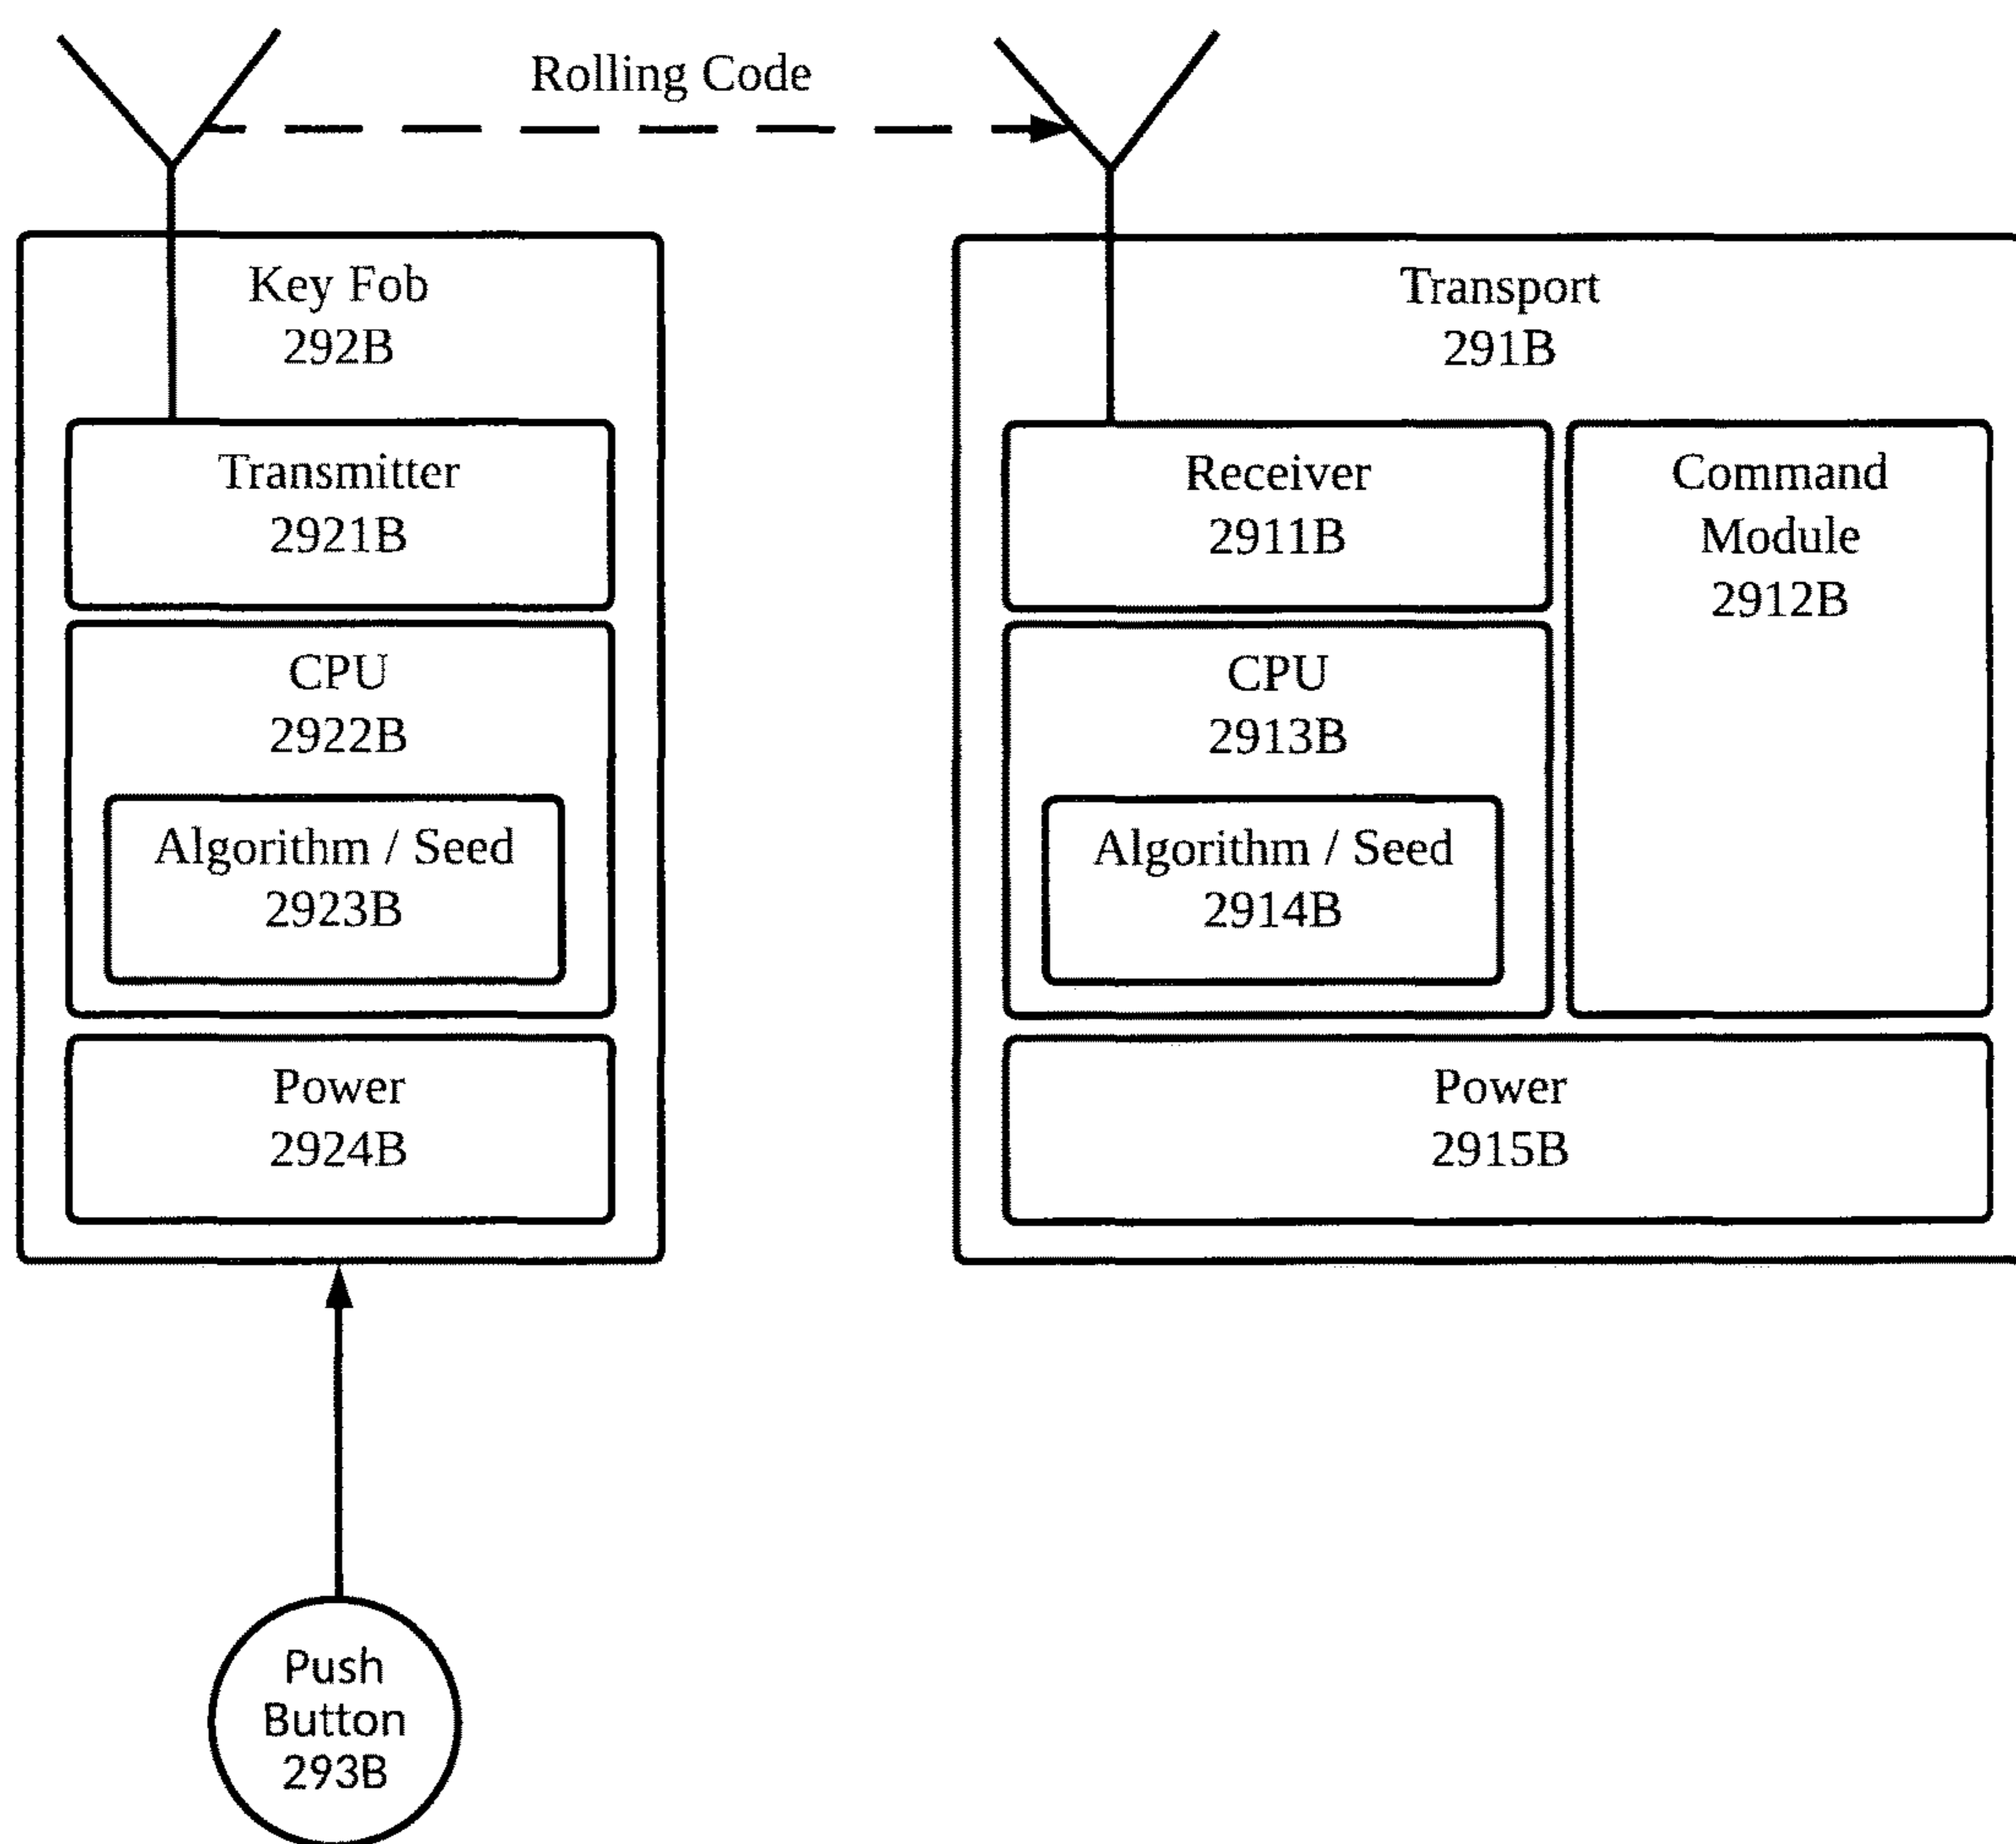 Rolling Code
Key Fob
292B
Transmitter
2921B
CPU
2922B
Algorithm / Seed
2923B
Power
2924B
Transport
291B
Receiver
2911B
Command
Module
2912B
CPU
2913B
Algorithm / Seed
2914B
Power
2915B
Push
Button
293B